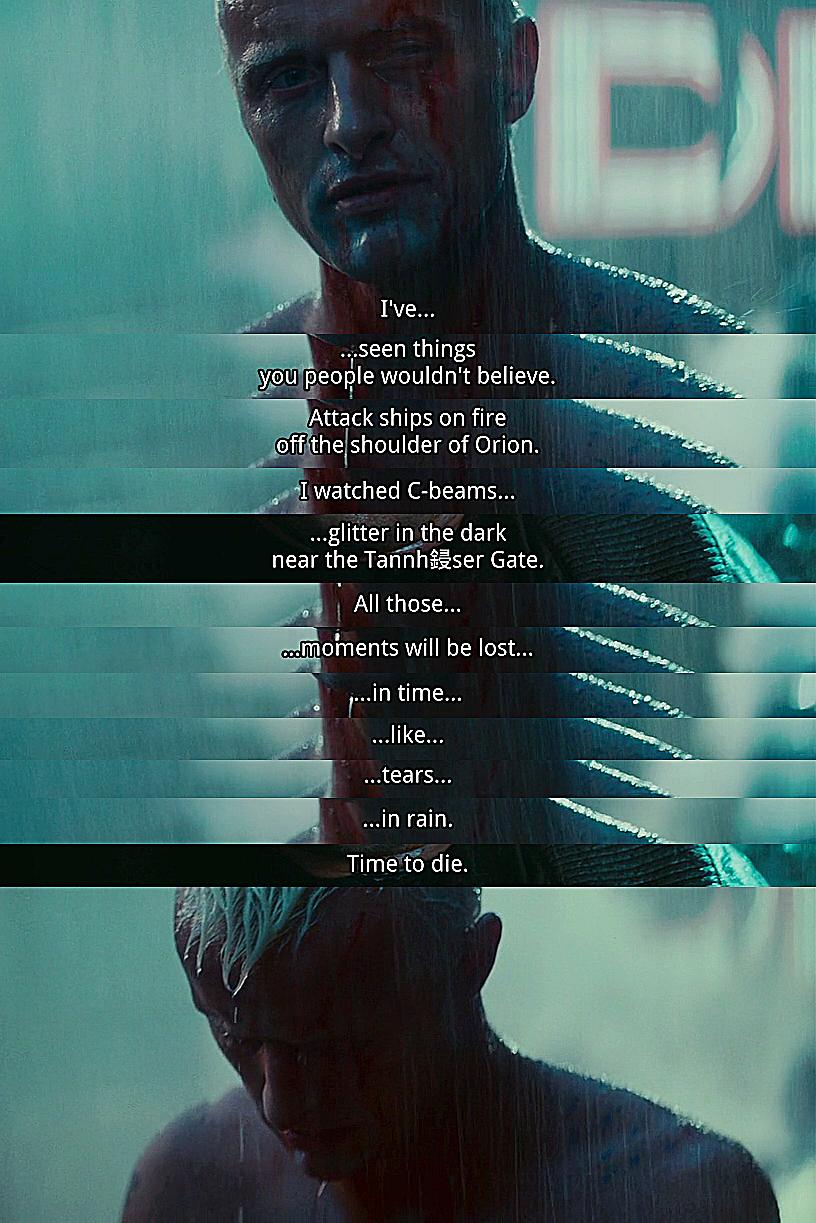 I've...
...seen things
you people wouldn't believe.
Attack ships on fire
off the shoulder of Orion.
I watched C-beams...
...glitter in the dark
near the Tannh鋟ser Gate.
All those...
...moments will be lost...
...in time...
...like...
...tears...
...in rain.
Time to die.